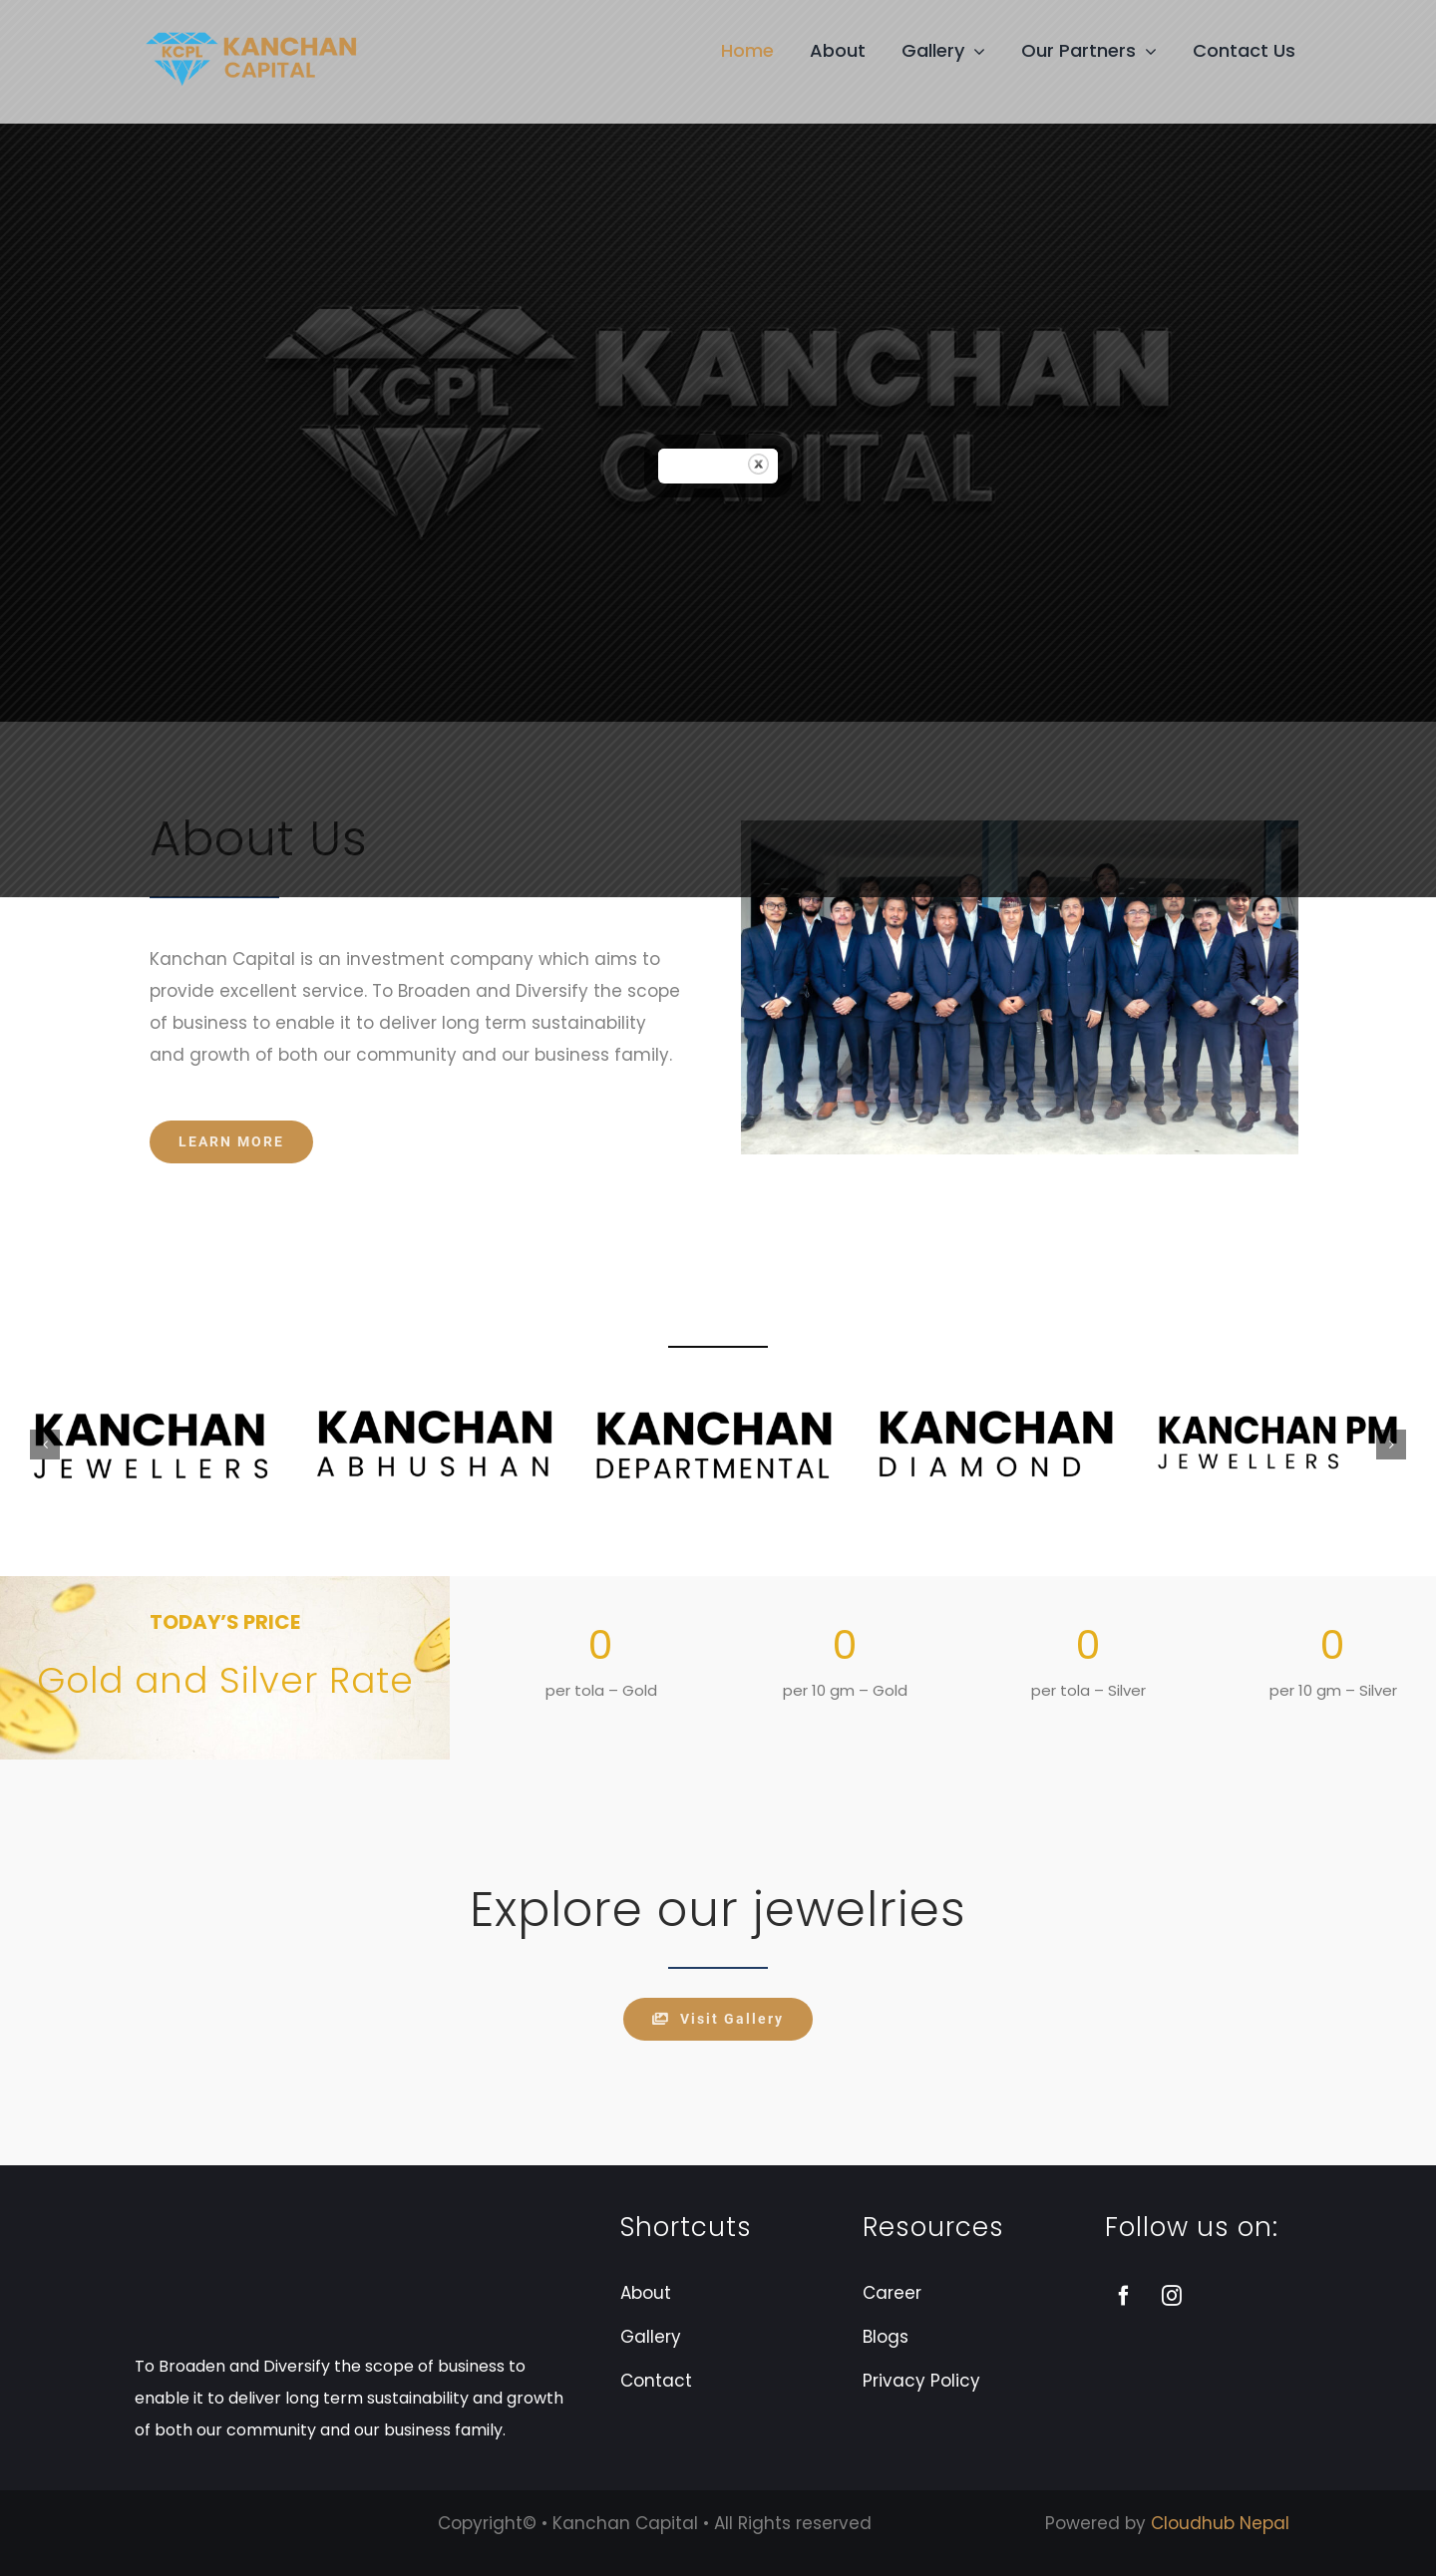 KCPL
KANCHAN
CAPITAL
Home
About
Gallery
Our Partners
Contact Us
KCPL
KANCHAN
CAPITAL
X
About Us
Kanchan Capital is an investment company which aims to
provide excellent service. To Broaden and Diversify the scope
of business to enable it to deliver long term sustainability
and growth of both our community and our business family.
LEARN MORE
KANCHAN
JEWELLERS
KANCHAN
ABHUSHAN
KANCHAN
DEPARTMENTAL
KANCHAN
DIAMOND
KANCHAN PM
JEWELLERS
TODAY’S PRICE
Gold and Silver Rate
0
per tola – Gold
0
per 10 gm – Gold
0
per tola – Silver
0
per 10 gm – Silver
Explore our jewelries
Visit Gallery
To Broaden and Diversify the scope of business to
enable it to deliver long term sustainability and growth
of both our community and our business family.
Shortcuts
About
Gallery
Contact
Resources
Career
Blogs
Privacy Policy
Follow us on:
Copyright© • Kanchan Capital • All Rights reserved
Powered by Cloudhub Nepal